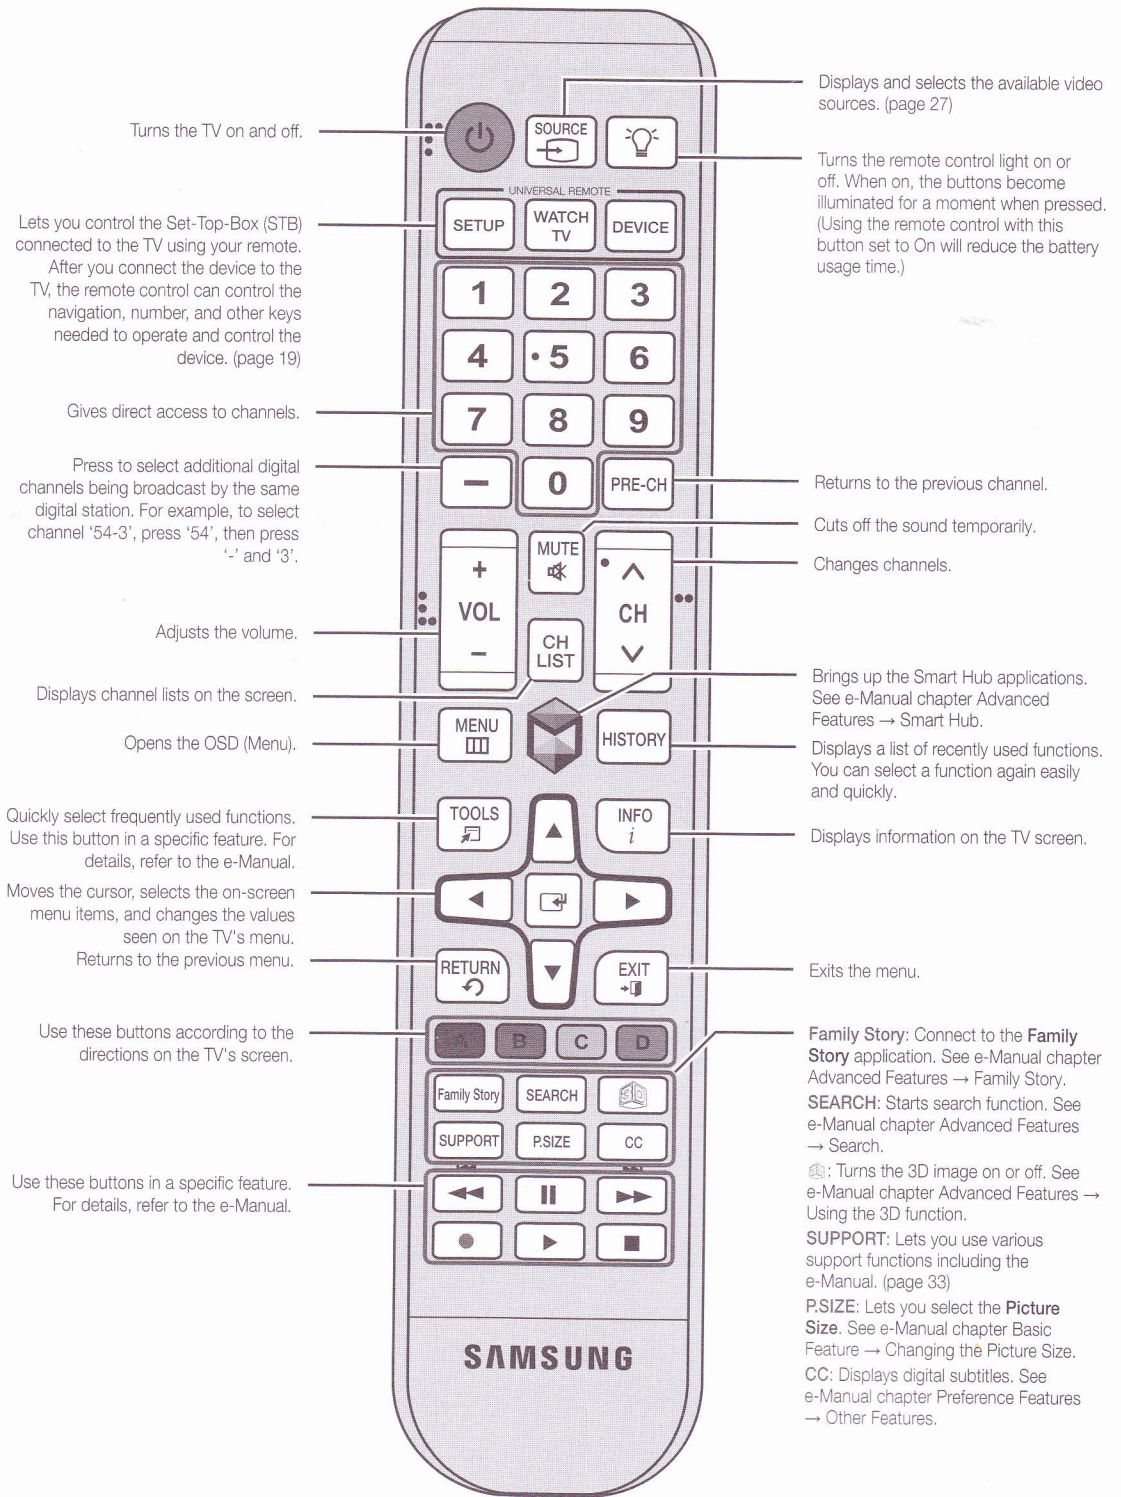 Turns the TV on and off.
Lets you control the Set-Top-Box (STB)
connected to the TV using your remote.
After you connect the device to the
TV, the remote control can control the
navigation, number, and other keys
needed to operate and control the
device. (page 19)
Gives direct access to channels.
Press to select additional digital
channels being broadcast by the same
digital station. For example, to select
channel ‘54-3’, press ‘54’, then press
‘-’ and ‘3’.
Adjusts the volume.
Displays channel lists on the screen.
Opens the OSD (Menu).
Quickly select frequently used functions.
Use this button in a specific feature. For
details, refer to the e-Manual.
Moves the cursor, selects the on-screen
menu items, and changes the values
seen on the TV's menu.
Returns to the previous menu.
Use these buttons according to the
directions on the TV's screen.
Use these buttons in a specific feature.
For details, refer to the e-Manual.
SOURCE
UNIVERSAL REMOTE
SETUP
WATCH
TV
DEVICE
1 2 3
4 5 6
7 8 9
– 0 PRE-CH
+
VOL
–
MUTE
CH
CH
LIST
MENU
HISTORY
TOOLS
INFO
i
RETURN
EXIT
A B C D
Family Story SEARCH 3D
SUPPORT P.SIZE CC
SAMSUNG
Displays and selects the available video
sources. (page 27)
Turns the remote control light on or
off. When on, the buttons become
illuminated for a moment when pressed.
(Using the remote control with this
button set to On will reduce the battery
usage time.)
Returns to the previous channel.
Cuts off the sound temporarily.
Changes channels.
Brings up the Smart Hub applications.
See e-Manual chapter Advanced
Features → Smart Hub.
Displays a list of recently used functions.
You can select a function again easily
and quickly.
Displays information on the TV screen.
Exits the menu.
Family Story: Connect to the Family
Story application. See e-Manual chapter
Advanced Features → Family Story.
SEARCH: Starts search function. See
e-Manual chapter Advanced Features
→ Search.
: Turns the 3D image on or off. See
e-Manual chapter Advanced Features →
Using the 3D function.
SUPPORT: Lets you use various
support functions including the
e-Manual. (page 33)
P.SIZE: Lets you select the Picture
Size. See e-Manual chapter Basic
Feature → Changing the Picture Size.
CC: Displays digital subtitles. See
e-Manual chapter Preference Features
→ Other Features.